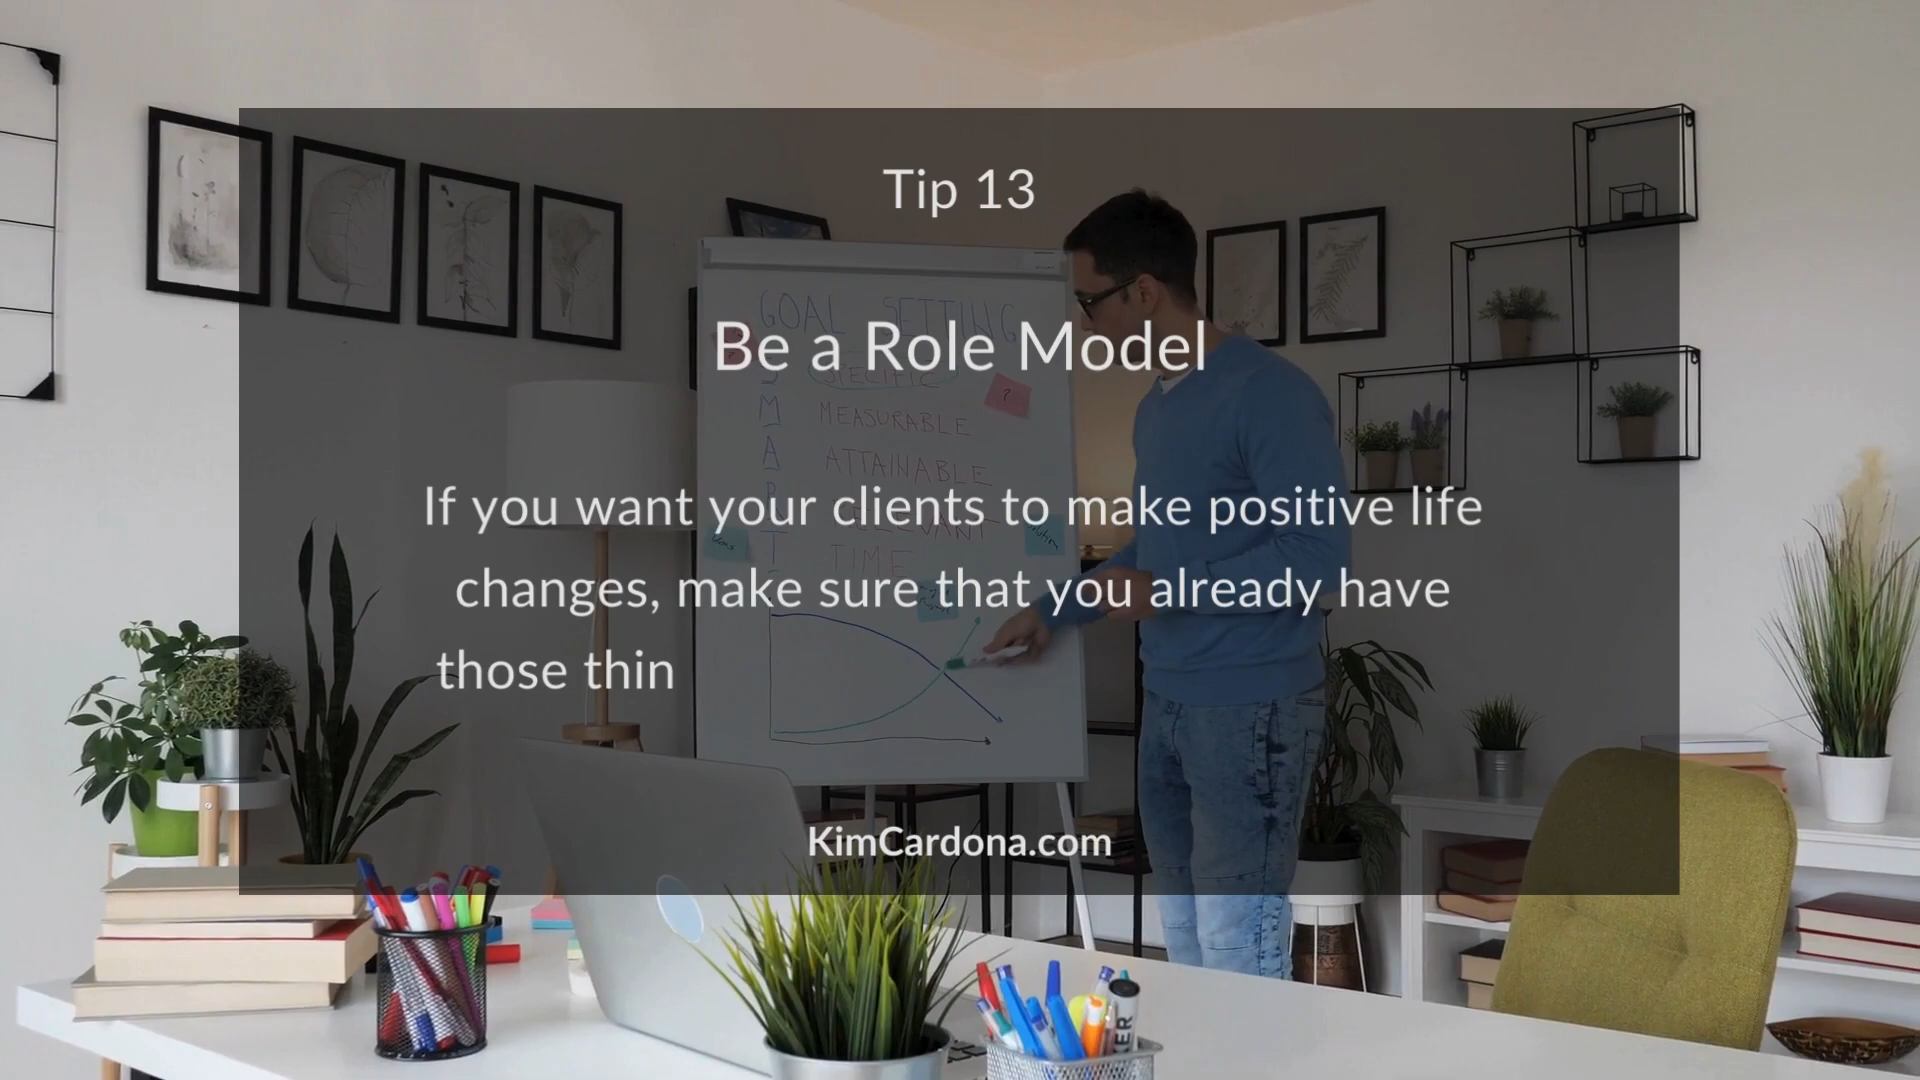 Tip 13
GOAL SETTING
Be a Role Model
SPECIFIC
?
M MEASURABLE
A ATTAINABLE
If you want your clients to make positive life
RELEVANT
T TIME
changes, make sure that you already have
those thin
KimCardona.com